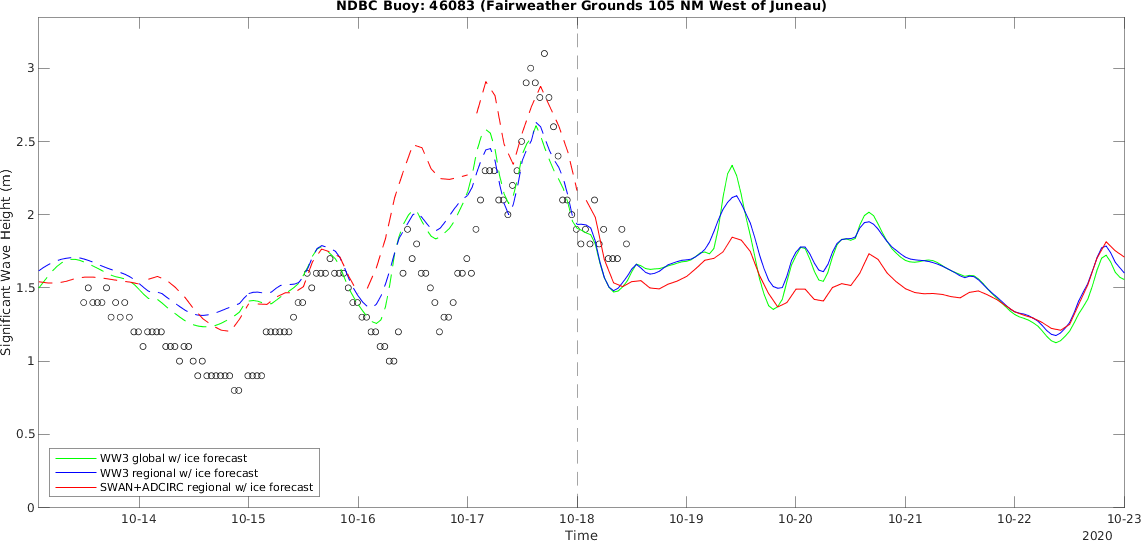 NDBC Buoy: 46083 (Fairweather Grounds 105 NM West of Juneau)
Significant Wave Height (m)
3
2.5
2
1.5
1
0.5
0
WW3 global w/ ice forecast
WW3 regional w/ ice forecast
SWAN+ADCIRC regional w/ ice forecast
10-14 10-15 10-16 10-17 10-18 10-19 10-20 10-21 10-22 10-23
Time
2020